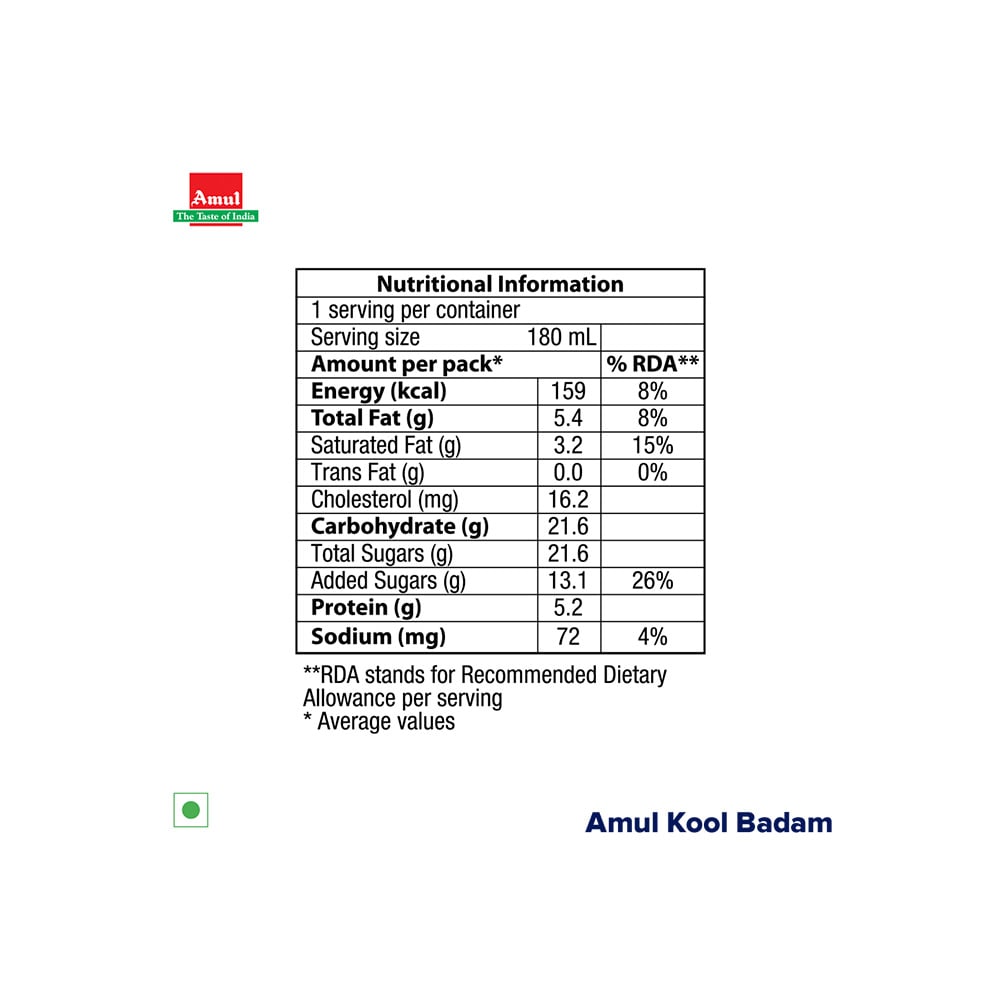 Amul
The Taste of India
Nutritional Information
1 serving per container
Serving size 180 mL
Amount per pack* % RDA**
Energy (kcal) 159 8%
Total Fat (g) 5.4 8%
Saturated Fat (g) 3.2 15%
Trans Fat (g) 0.0 0%
Cholesterol (mg) 16.2
Carbohydrate (g) 21.6
Total Sugars (g) 21.6
Added Sugars (g) 13.1 26%
Protein (g) 5.2
Sodium (mg) 72 4%
**RDA stands for Recommended Dietary
Allowance per serving
* Average values
Amul Kool Badam